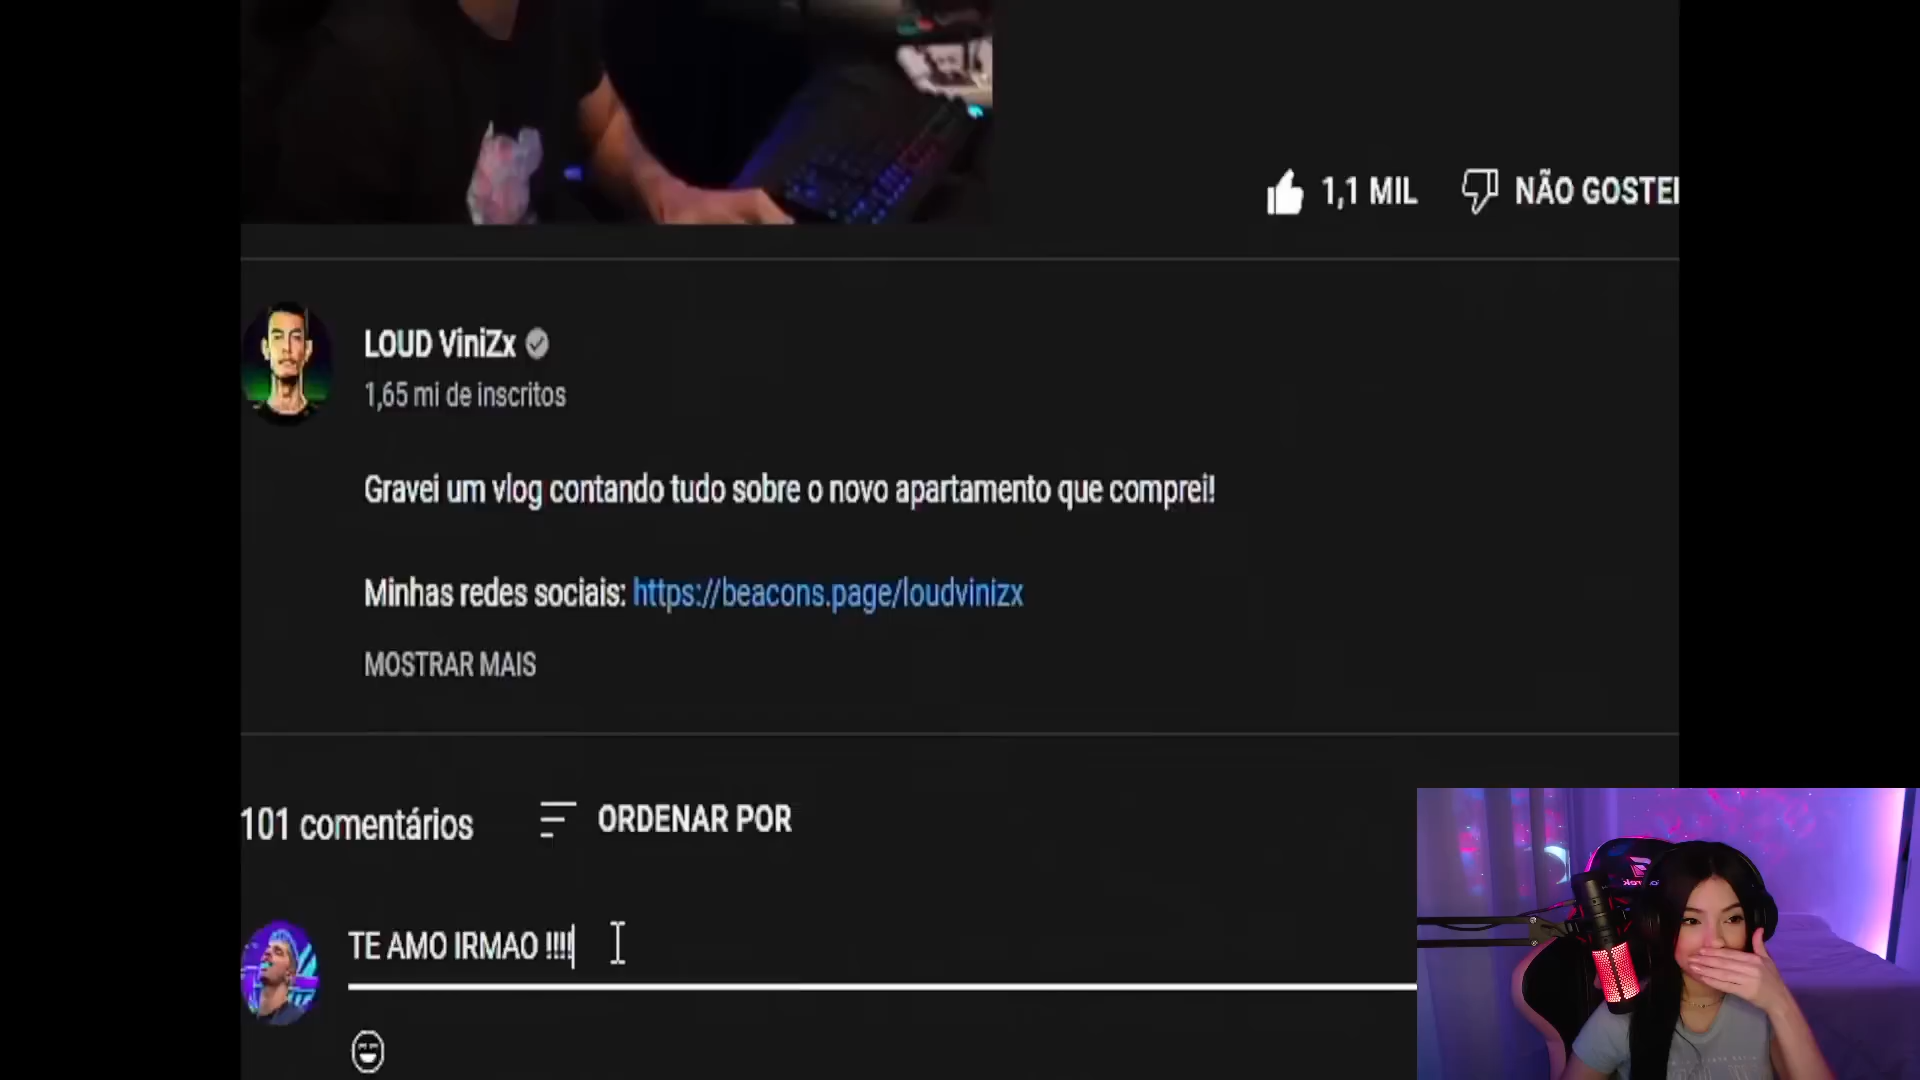 1,1 MIL
NÃO GOSTEI
LOUD ViniZx
1,65 mi de inscritos
Gravei um vlog contando tudo sobre o novo apartamento que comprei!
Minhas redes sociais: https://beacons.page/loudvinizx
MOSTRAR MAIS
101 comentários
ORDENAR POR
TE AMO IRMAO !!!!